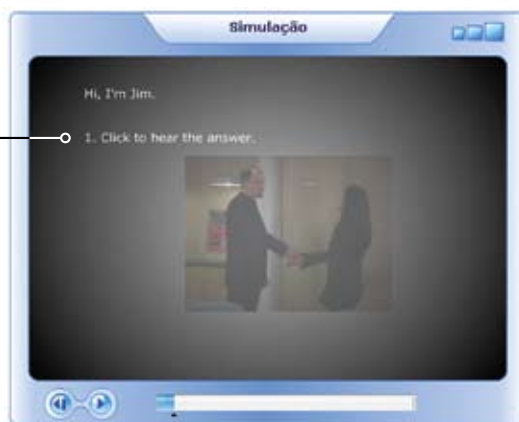 Simulação
Hi, I'm Jim.
1. Click to hear the answer.